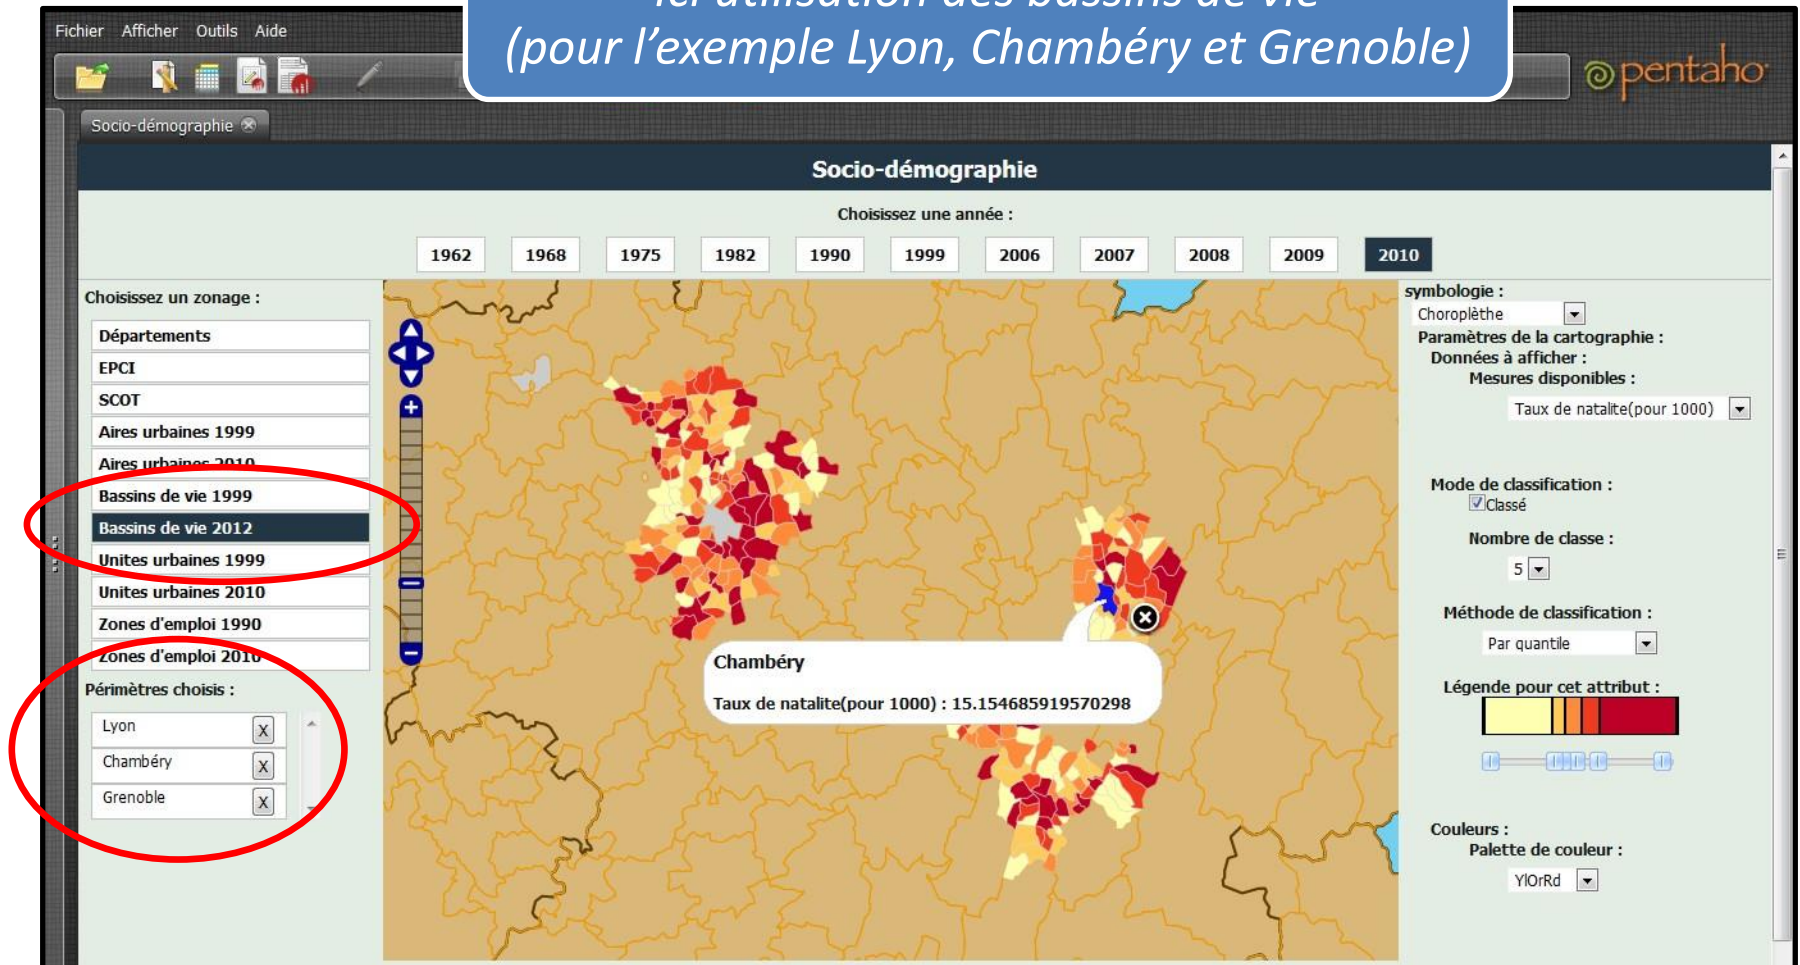 Ici utilisation des bassins de vie
(pour l'exemple Lyon, Chambéry et Grenoble)
Fichier Afficher Outils Aide
pentaho
Socio-démographie
Socio-démographie
Choisissez une année :
1962 1968 1975 1982 1990 1999 2006 2007 2008 2009 2010
Choisissez un zonage :
Départements
EPCI
SCOT
Aires urbaines 1999
Aires urbaines 2010
Bassins de vie 1999
Bassins de vie 2012
Unites urbaines 1999
Unites urbaines 2010
Zones d'emploi 1990
Zones d'emploi 2010
Périmètres choisis :
Lyon X
Chambéry X
Grenoble X
Chambéry
Taux de natalite(pour 1000) : 15.154685919570298
symbologie :
Choroplèthe
Paramètres de la cartographie :
Données à afficher :
Mesures disponibles :
Taux de natalite(pour 1000)
Mode de classification :
Classé
Nombre de classe :
5
Méthode de classification :
Par quantile
Légende pour cet attribut :
Couleurs :
Palette de couleur :
YlOrRd